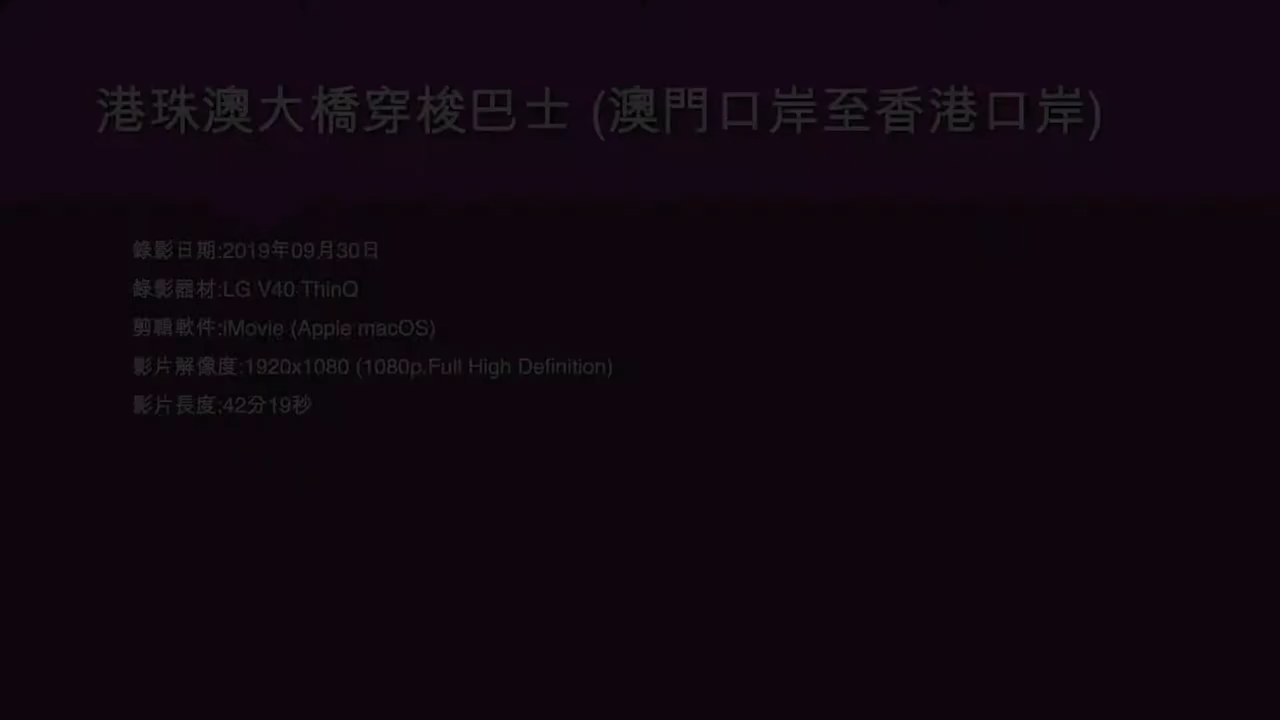 港珠澳大橋穿梭巴士 (澳門口岸至香港口岸)
錄影日期:2019年09月30日
錄影器材:LG V40 ThinQ
剪輯軟件:iMovie (Apple macOS)
影片解像度:1920x1080 (1080p,Full High Definition)
影片長度:42分19秒